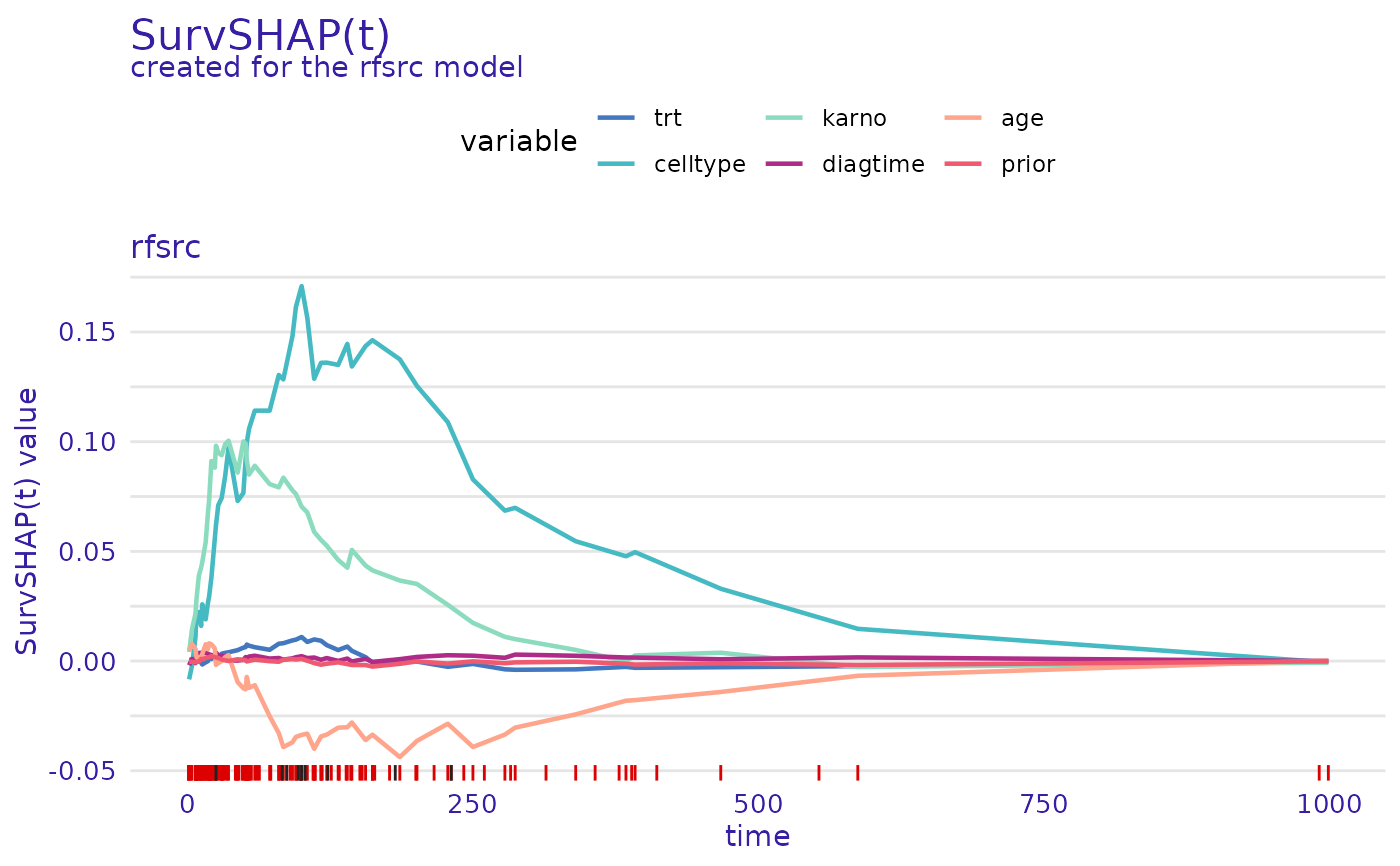 SurvSHAP(t)
created for the rfsrc model
variable
trt
karno
age
celltype
diagtime
prior
rfsrc
SurvSHAP(t) value
0.15
0.10
0.05
0.00
-0.05
0
250
500
750
1000
time